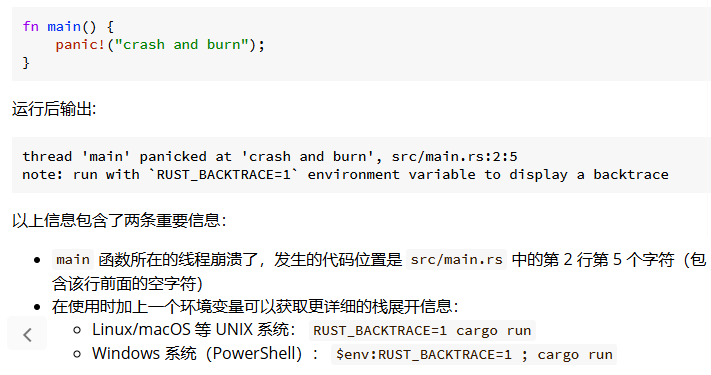 fn main() {
    panic!("crash and burn");
}
运行后输出:
thread 'main' panicked at 'crash and burn', src/main.rs:2:5
note: run with `RUST_BACKTRACE=1` environment variable to display a backtrace
以上信息包含了两条重要信息：
main 函数所在的线程崩溃了，发生的代码位置是 src/main.rs 中的第 2 行第 5 个字符（包
含该行前面的空字符）
在使用时加上一个环境变量可以获取更详细的栈展开信息：
Linux/macOS 等 UNIX 系统： RUST_BACKTRACE=1 cargo run
Windows 系统（PowerShell）： $env:RUST_BACKTRACE=1 ; cargo run